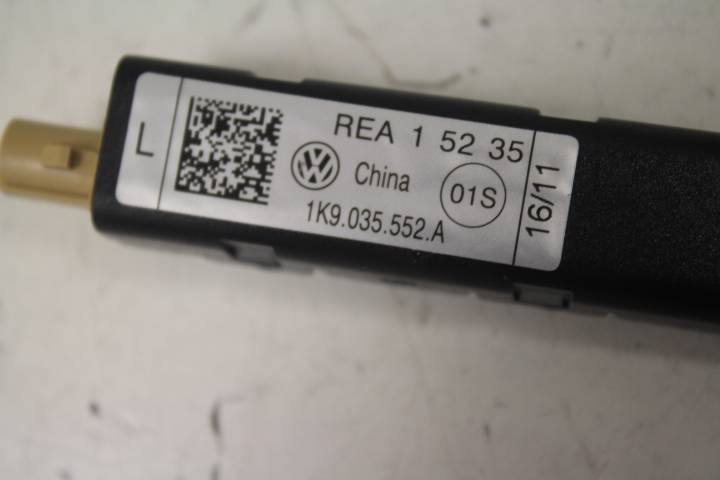 L
REA 1 52 35
VW
China
01S
1K9.035.552.A
16/11